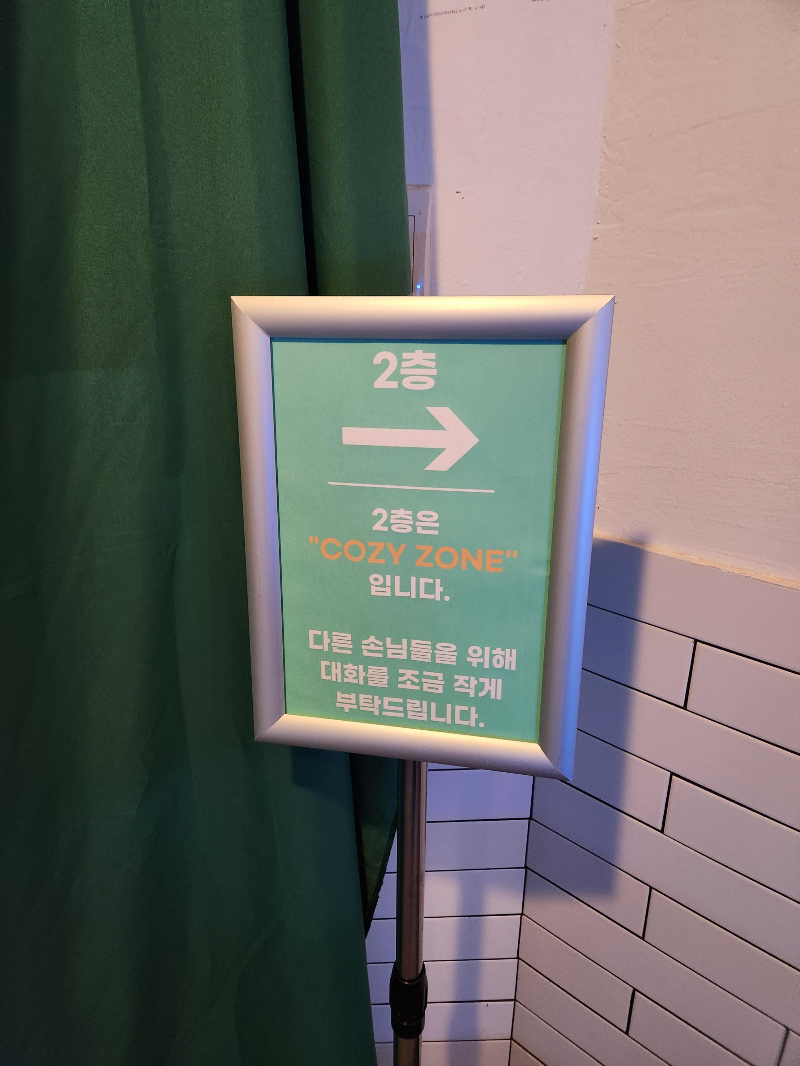 2층
2층은
"COZY ZONE"
입니다.
다른 손님들을 위해
대화를 조금 작게
부탁드립니다.